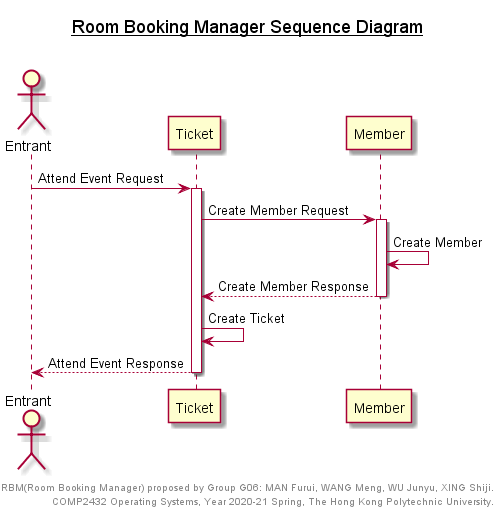 Room Booking Manager Sequence Diagram
Entrant
Ticket
Member
Attend Event Request
Create Member Request
Create Member
Create Member Response
Create Ticket
Attend Event Response
Entrant
Ticket
Member
RBM(Room Booking Manager) proposed by Group G06: MAN Furui, WANG Meng, WU Junyu, XING Shiji.
COMP2432 Operating Systems, Year 2020-21 Spring, The Hong Kong Polytechnic University.